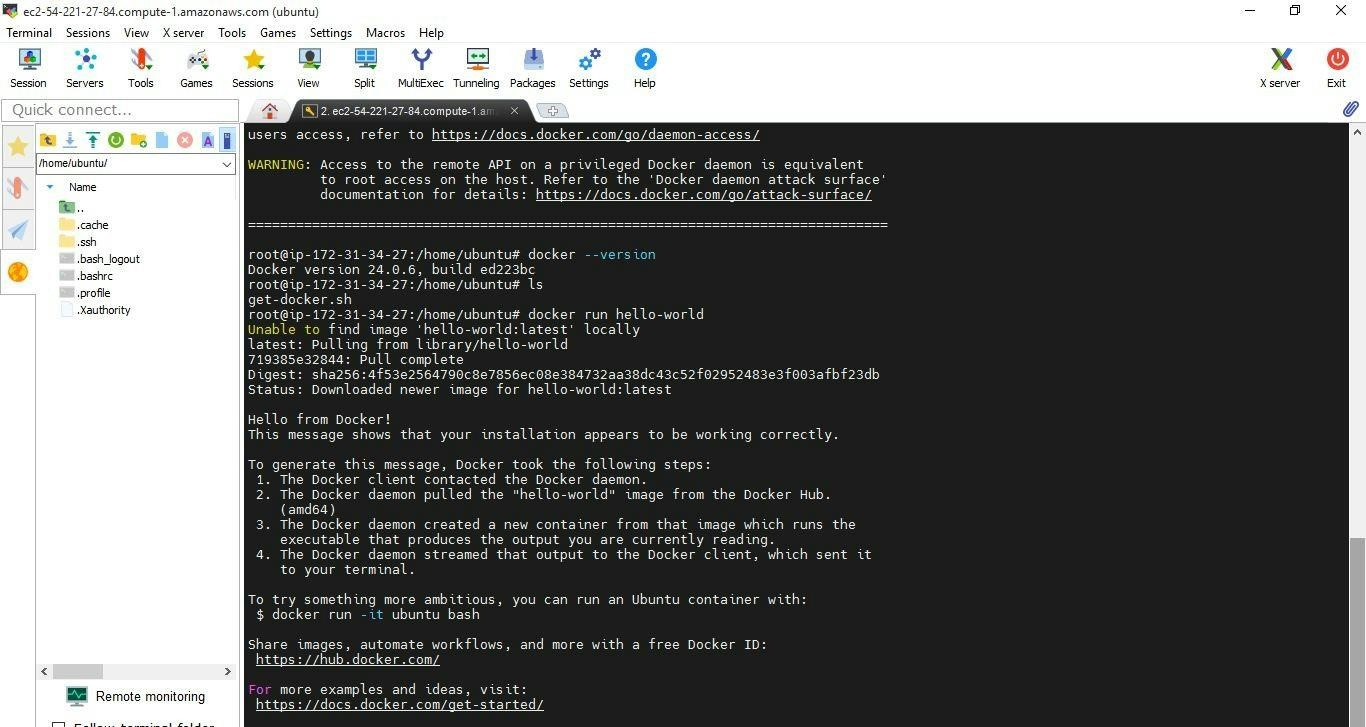 ec2-54-221-27-84.compute-1.amazonaws.com (ubuntu)
Terminal Sessions View X server Tools Games Settings Macros Help
Session Servers Tools Games Sessions View Split MultiExec Tunneling Packages Settings Help X server Exit
Quick connect...
2. ec2-54-221-27-84.compute-1.am
/home/ubuntu/
Name
..
.cache
.ssh
.bash_logout
.bashrc
.profile
.Xauthority
Remote monitoring
Follow terminal folder
users access, refer to https://docs.docker.com/go/daemon-access/
WARNING: Access to the remote API on a privileged Docker daemon is equivalent
to root access on the host. Refer to the 'Docker daemon attack surface'
documentation for details: https://docs.docker.com/go/attack-surface/
================================================================================
root@ip-172-31-34-27:/home/ubuntu# docker --version
Docker version 24.0.6, build ed223bc
root@ip-172-31-34-27:/home/ubuntu# ls
get-docker.sh
root@ip-172-31-34-27:/home/ubuntu# docker run hello-world
Unable to find image 'hello-world:latest' locally
latest: Pulling from library/hello-world
719385e32844: Pull complete
Digest: sha256:4f53e2564790c8e7856ec08e384732aa38dc43c52f02952483e3f003afbf23db
Status: Downloaded newer image for hello-world:latest
Hello from Docker!
This message shows that your installation appears to be working correctly.
To generate this message, Docker took the following steps:
1. The Docker client contacted the Docker daemon.
2. The Docker daemon pulled the "hello-world" image from the Docker Hub.
(amd64)
3. The Docker daemon created a new container from that image which runs the
executable that produces the output you are currently reading.
4. The Docker daemon streamed that output to the Docker client, which sent it
to your terminal.
To try something more ambitious, you can run an Ubuntu container with:
$ docker run -it ubuntu bash
Share images, automate workflows, and more with a free Docker ID:
https://hub.docker.com/
For more examples and ideas, visit:
https://docs.docker.com/get-started/